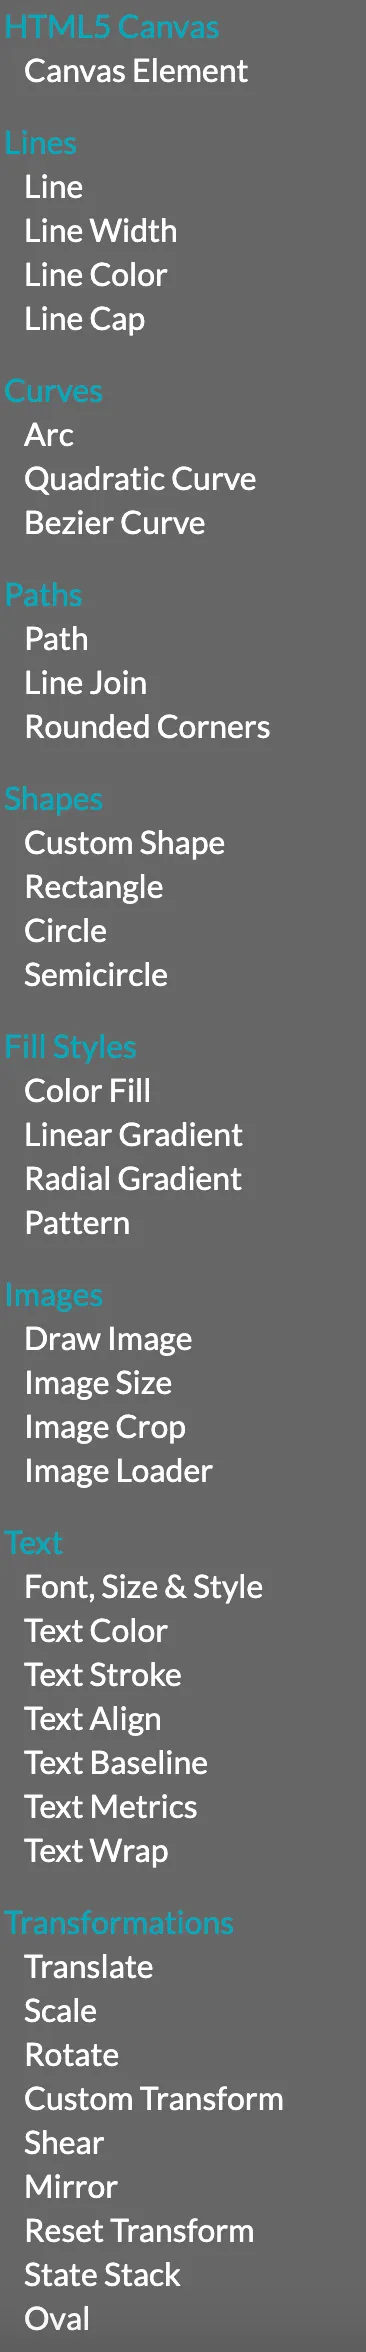 HTML5 Canvas
Canvas Element
Lines
Line
Line Width
Line Color
Line Cap
Curves
Arc
Quadratic Curve
Bezier Curve
Paths
Path
Line Join
Rounded Corners
Shapes
Custom Shape
Rectangle
Circle
Semicircle
Fill Styles
Color Fill
Linear Gradient
Radial Gradient
Pattern
Images
Draw Image
Image Size
Image Crop
Image Loader
Text
Font, Size & Style
Text Color
Text Stroke
Text Align
Text Baseline
Text Metrics
Text Wrap
Transformations
Translate
Scale
Rotate
Custom Transform
Shear
Mirror
Reset Transform
State Stack
Oval